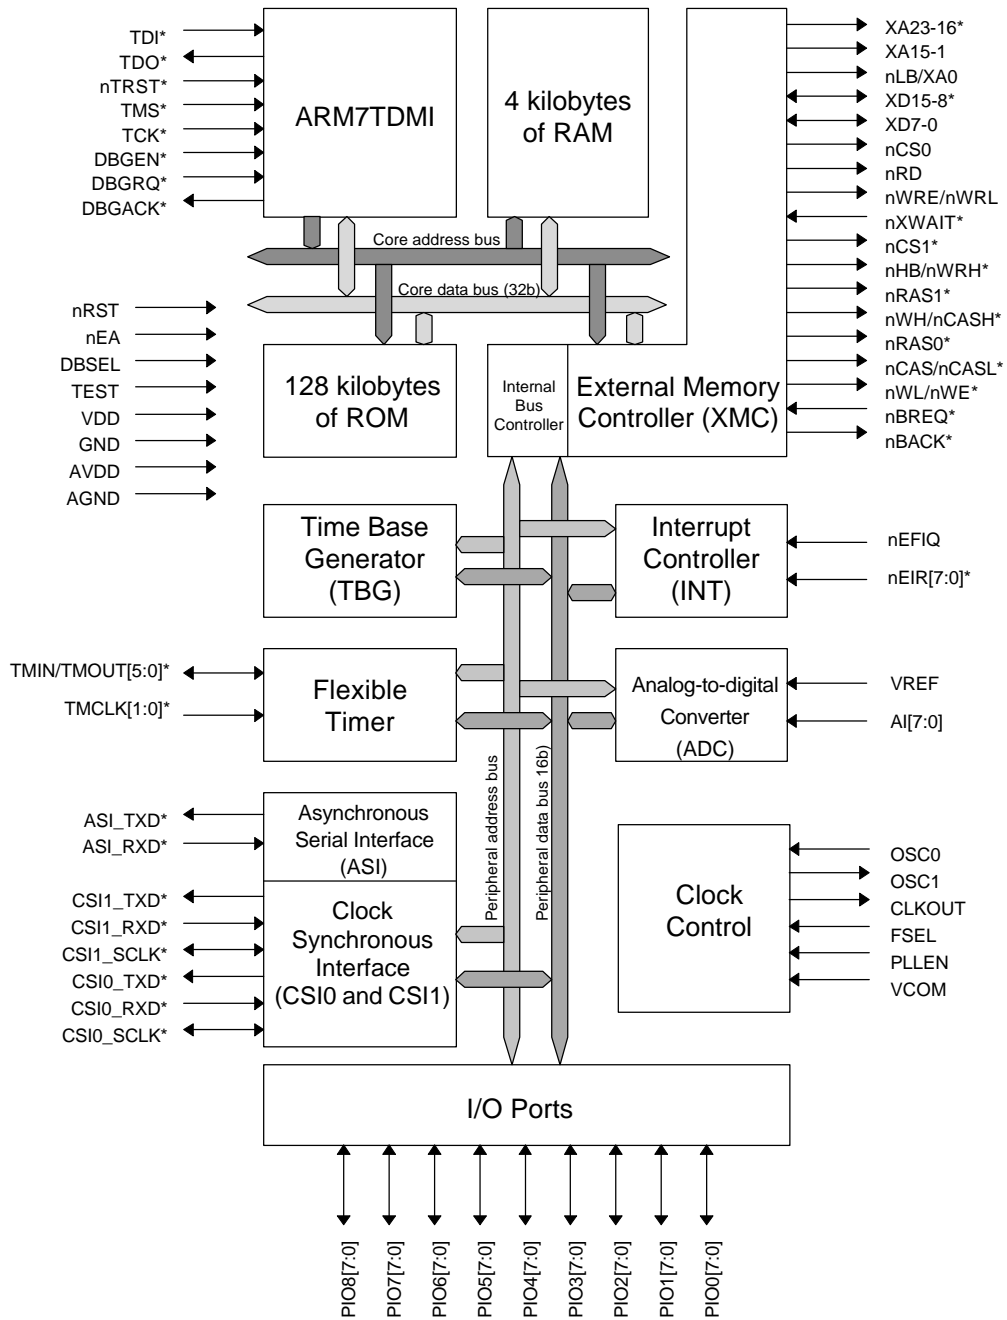 TDI*
TDO*
nTRST*
TMS*
TCK*
DBGEN*
DBGRQ*
DBGACK*
ARM7TDMI
4 kilobytes
of RAM
XA23-16*
XA15-1
nLB/XA0
XD15-8*
XD7-0
nCS0
nRD
nWRE/nWRL
nXWAIT*
nCS1*
nHB/nWRH*
nRAS1*
nWH/nCASH*
nRAS0*
nCAS/nCASL*
nWL/nWE*
nBREQ*
nBACK*
Core address bus
Core data bus (32b)
nRST
nEA
DBSEL
TEST
VDD
GND
AVDD
AGND
128 kilobytes
of ROM
Internal
Bus
Controller
External Memory
Controller (XMC)
Time Base
Generator
(TBG)
Interrupt
Controller
(INT)
nEFIQ
nEIR[7:0]*
TMIN/TMOUT[5:0]*
TMCLK[1:0]*
Flexible
Timer
Analog-to-digital
Converter
(ADC)
VREF
AI[7:0]
Peripheral address bus
Peripheral data bus 16b)
ASI_TXD*
ASI_RXD*
Asynchronous
Serial Interface
(ASI)
CSI1_TXD*
CSI1_RXD*
CSI1_SCLK*
CSI0_TXD*
CSI0_RXD*
CSI0_SCLK*
Clock
Synchronous
Interface
(CSI0 and CSI1)
Clock
Control
OSC0
OSC1
CLKOUT
FSEL
PLLEN
VCOM
I/O Ports
PIO8[7:0]
PIO7[7:0]
PIO6[7:0]
PIO5[7:0]
PIO4[7:0]
PIO3[7:0]
PIO2[7:0]
PIO1[7:0]
PIO0[7:0]